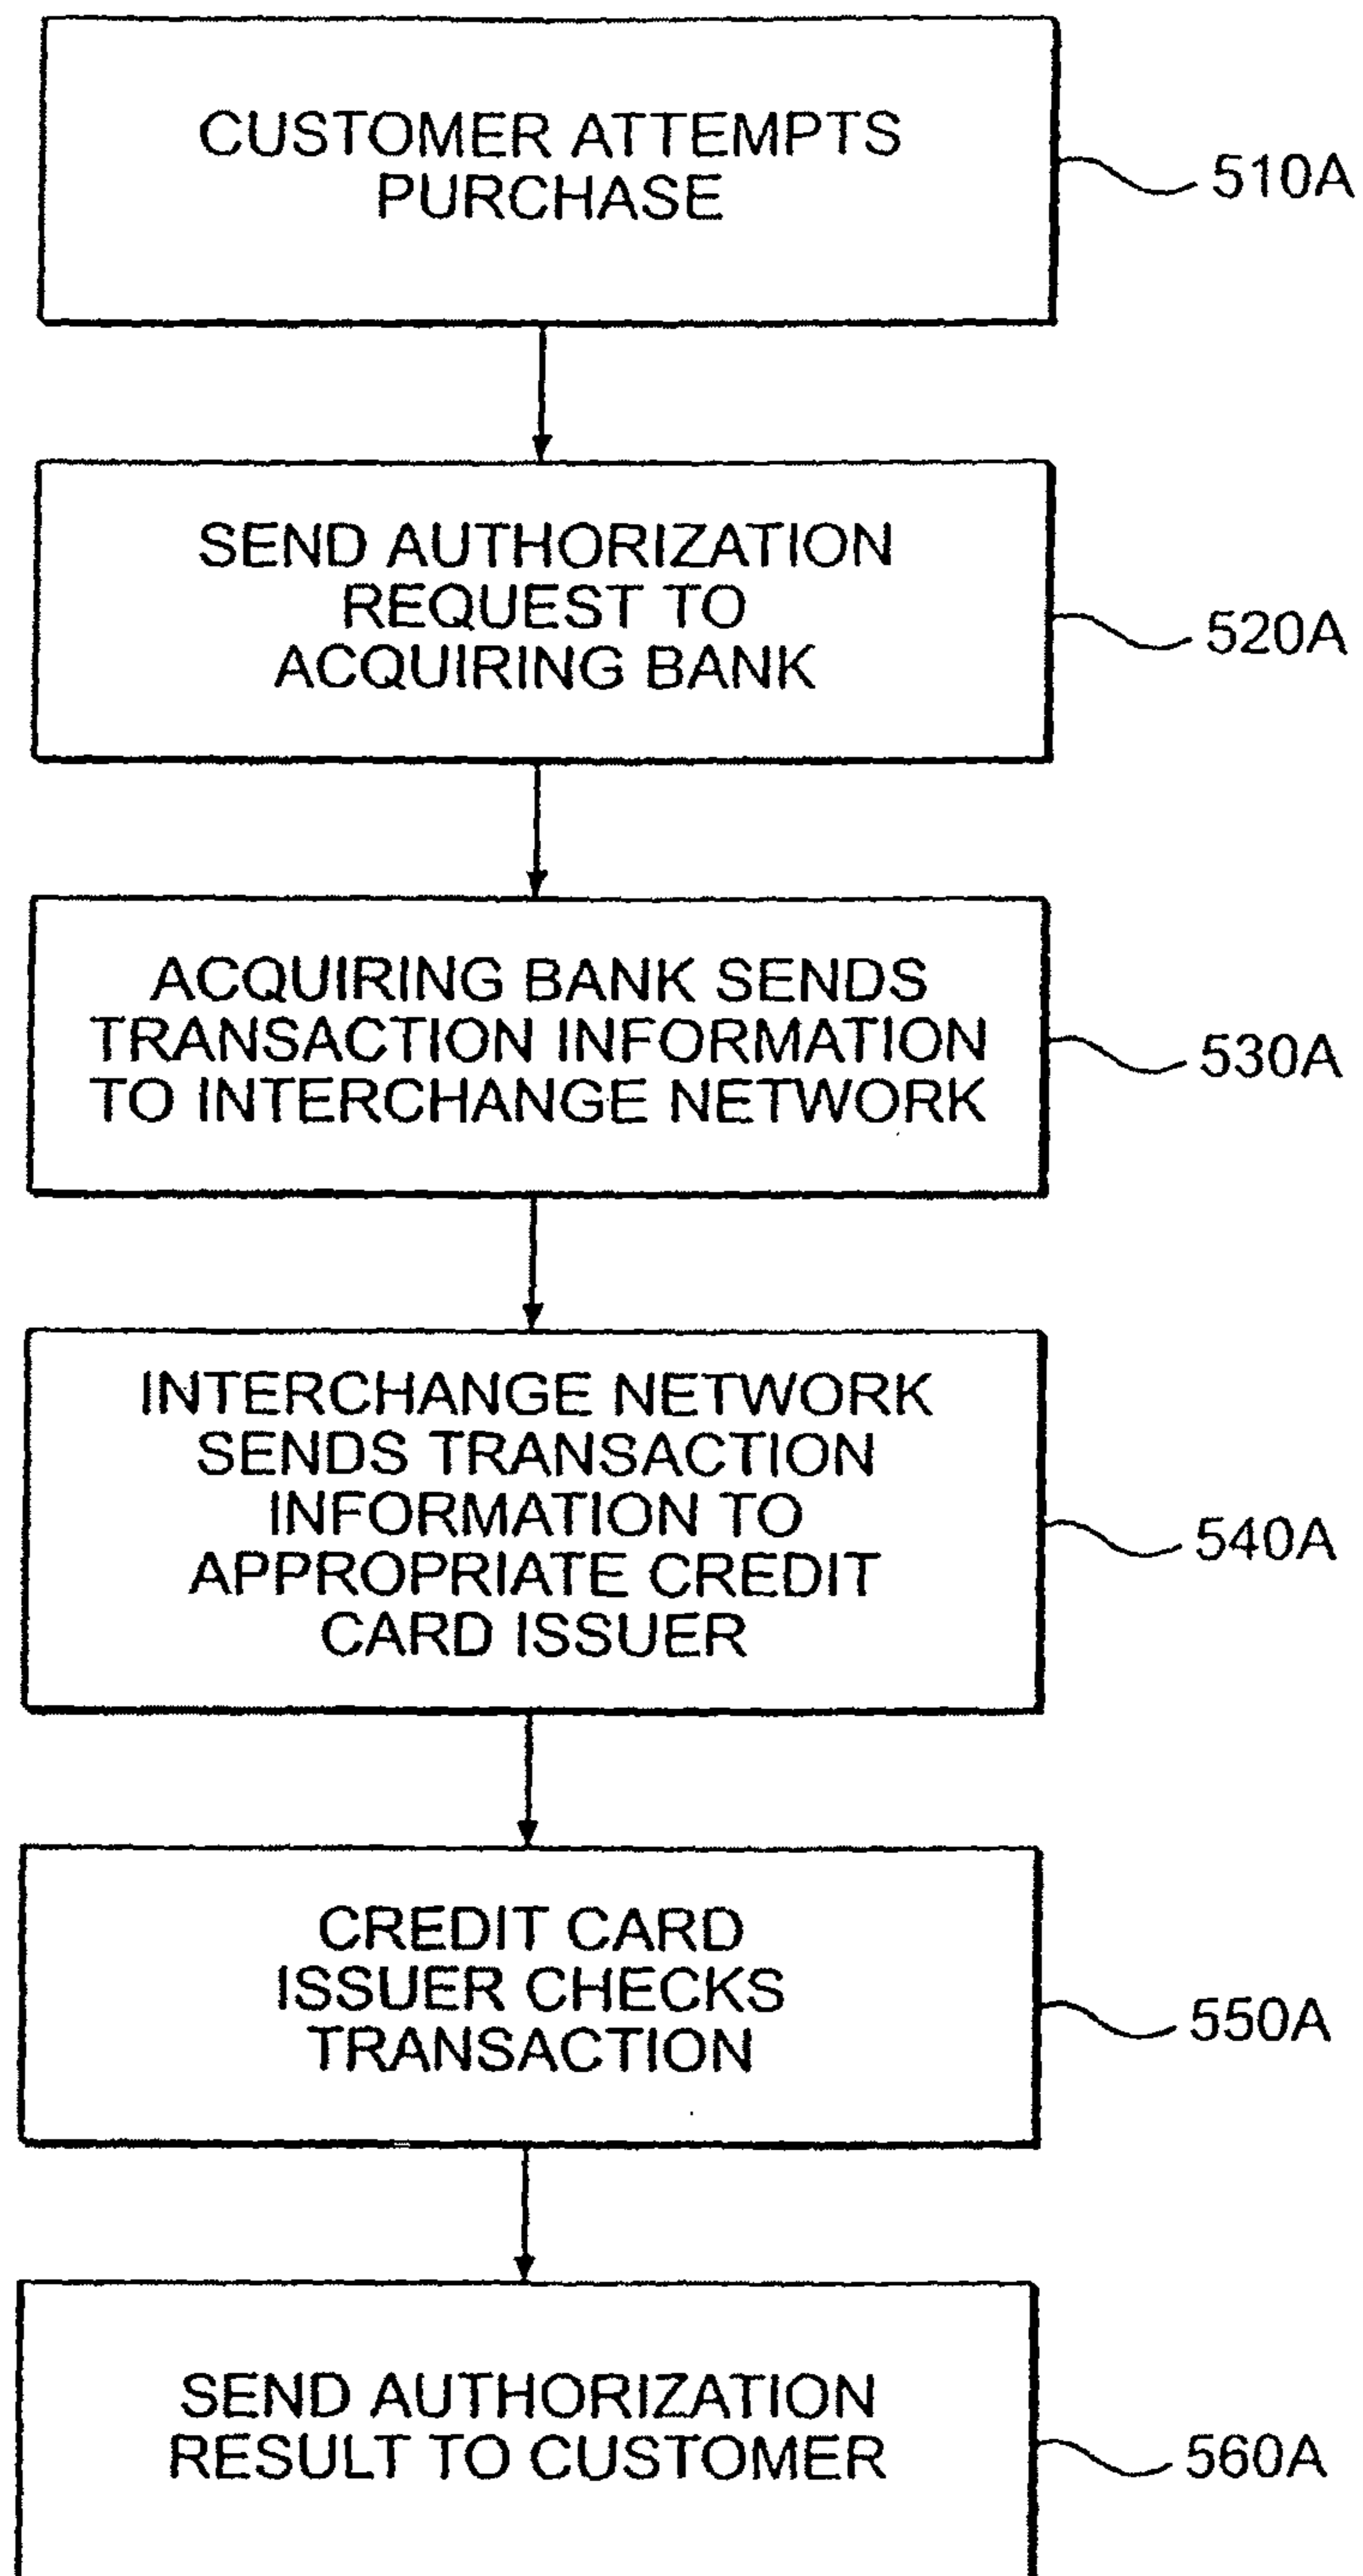 CUSTOMER ATTEMPTS
PURCHASE
510A
SEND AUTHORIZATION
REQUEST TO
ACQUIRING BANK
520A
ACQUIRING BANK SENDS
TRANSACTION INFORMATION
TO INTERCHANGE NETWORK
530A
INTERCHANGE NETWORK
SENDS TRANSACTION
INFORMATION TO
APPROPRIATE CREDIT
CARD ISSUER
540A
CREDIT CARD
ISSUER CHECKS
TRANSACTION
550A
SEND AUTHORIZATION
RESULT TO CUSTOMER
560A